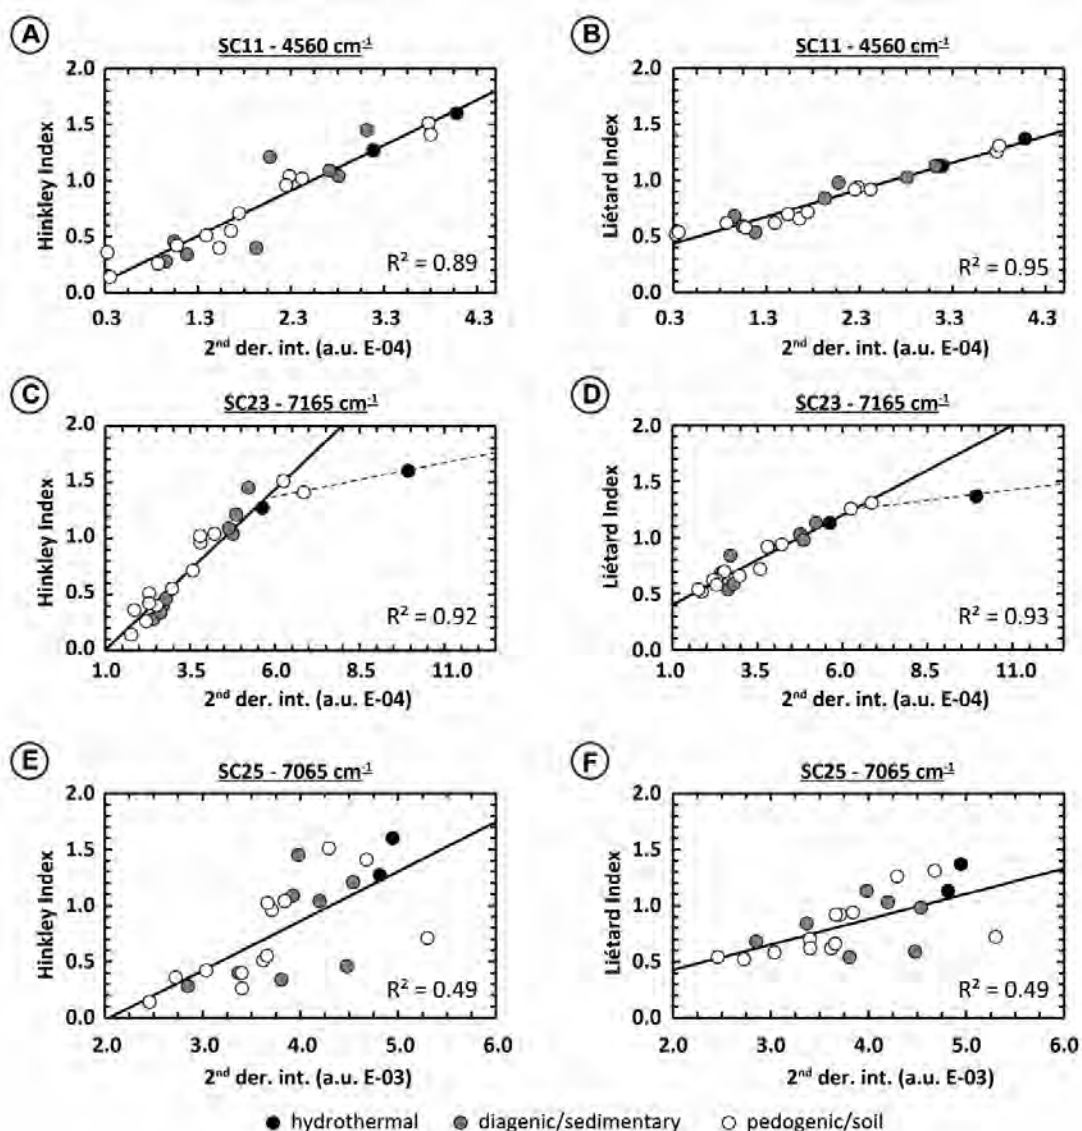 A
SC11 - 4560 cm-1
Hinkley Index
2.0
1.5
1.0
0.5
0.0
0.3 1.3 2.3 3.3 4.3
R² = 0.89
2nd der. int. (a.u. E-04)
B
SC11 - 4560 cm-1
Liétard Index
2.0
1.5
1.0
0.5
0.0
0.3 1.3 2.3 3.3 4.3
R² = 0.95
2nd der. int. (a.u. E-04)
C
SC23 - 7165 cm-1
Hinkley Index
2.0
1.5
1.0
0.5
0.0
1.0 3.5 6.0 8.5 11.0
R² = 0.92
2nd der. int. (a.u. E-04)
D
SC23 - 7165 cm-1
Liétard Index
2.0
1.5
1.0
0.5
0.0
1.0 3.5 6.0 8.5 11.0
R² = 0.93
2nd der. int. (a.u. E-04)
E
SC25 - 7065 cm-1
Hinkley Index
2.0
1.5
1.0
0.5
0.0
2.0 3.0 4.0 5.0 6.0
R² = 0.49
2nd der. int. (a.u. E-03)
F
SC25 - 7065 cm-1
Liétard Index
2.0
1.5
1.0
0.5
0.0
2.0 3.0 4.0 5.0 6.0
R² = 0.49
2nd der. int. (a.u. E-03)
hydrothermal diagenic/sedimentary pedogenic/soil